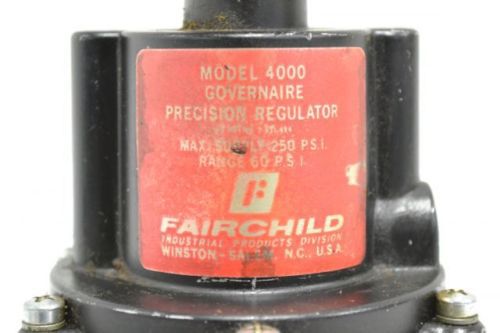 MODEL 4000
GOVERNAIRE
PRECISION REGULATOR
MAX. SUPPLY 250 P.S.I.
RANGE 60 P.S.I.
FAIRCHILD
INDUSTRIAL PRODUCTS DIVISION
WINSTON-SALEM, N.C., U.S.A.